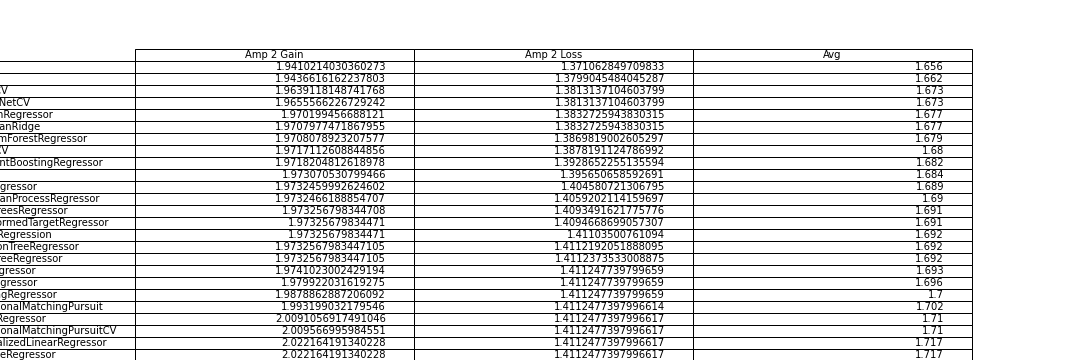 Amp 2 Gain Amp 2 Loss Avg
1.9410214030360273 1.371062849709833 1.656
1.9436616162237803 1.3799045484045287 1.662
CV 1.9639118148741768 1.3813137104603799 1.673
NetCV 1.9655566226729242 1.3813137104603799 1.673
nRegressor 1.970199456688121 1.3832725943830315 1.677
anRidge 1.9707977471867955 1.3832725943830315 1.677
mForestRegressor 1.9708078923207577 1.3869819002605297 1.679
CV 1.9717112608844856 1.3878191124786992 1.68
ntBoostingRegressor 1.9718204812618978 1.3928652255135594 1.682
1.973070530799466 1.395650658592691 1.684
gressor 1.9732459992624602 1.404580721306795 1.689
anProcessRegressor 1.9732466188854707 1.4059202114159697 1.69
reesRegressor 1.973256798344708 1.4093491621775776 1.691
ormedTargetRegressor 1.97325679834471 1.4094668699057307 1.691
Regression 1.97325679834471 1.41103500761094 1.692
onTreeRegressor 1.9732567983447105 1.4112192051888095 1.692
reeRegressor 1.9732567983447105 1.4112373533008875 1.692
gressor 1.9741023002429194 1.411247739799659 1.693
gressor 1.979922031619275 1.411247739799659 1.696
gRegressor 1.9878862887206092 1.411247739799659 1.7
onalMatchingPursuit 1.993199032179546 1.4112477397996614 1.702
Regressor 2.0091056917491046 1.4112477397996617 1.71
onalMatchingPursuitCV 2.009566995984551 1.4112477397996617 1.71
alizedLinearRegressor 2.022164191340228 1.4112477397996617 1.717
eRegressor 2.022164191340228 1.4112477397996617 1.717